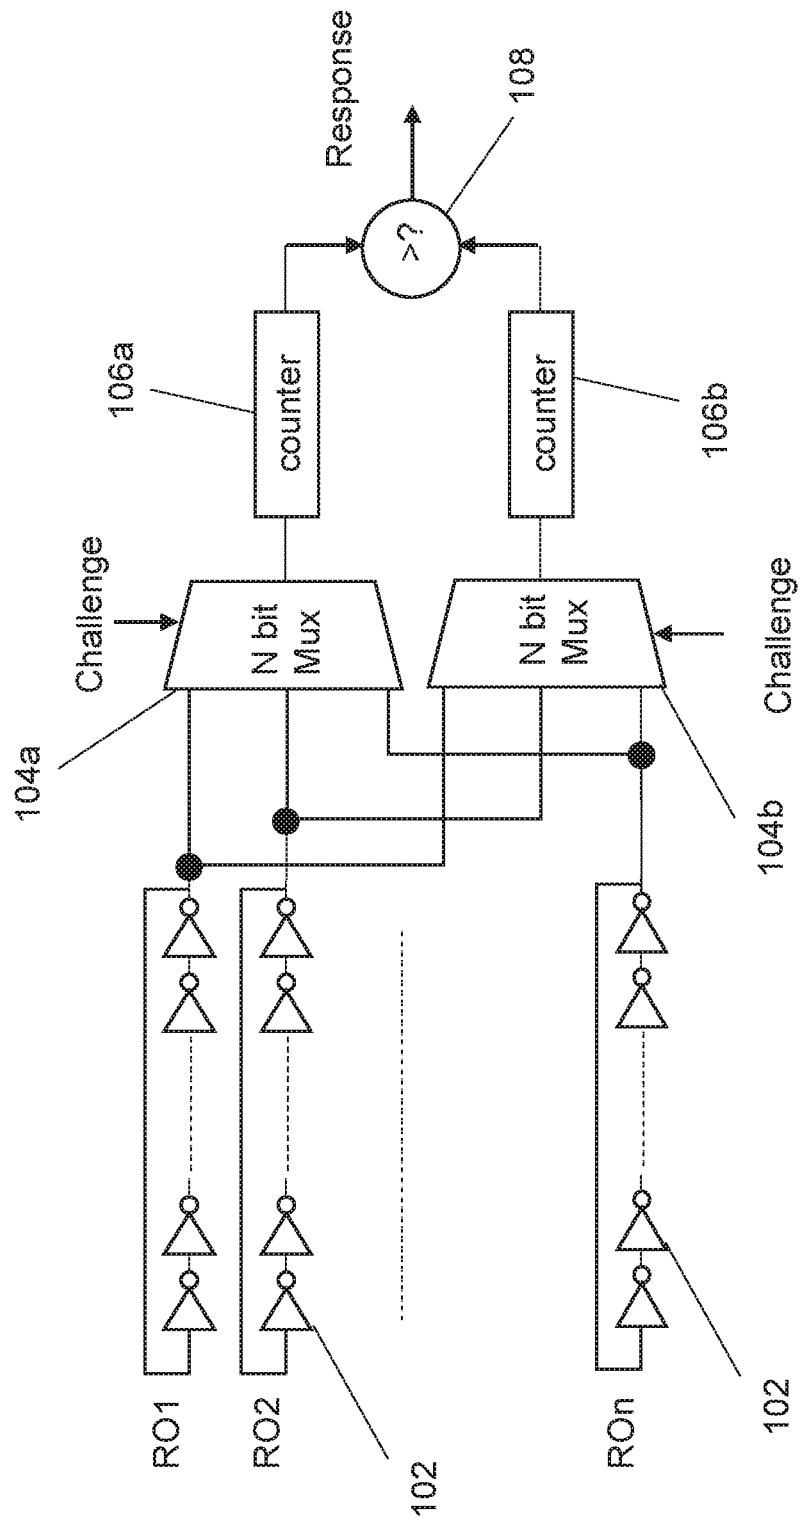 RO1
RO2
ROn
102
102
104a
104b
Challenge
Challenge
N bit
Mux
N bit
Mux
106a
106b
counter
counter
>?
108
Response